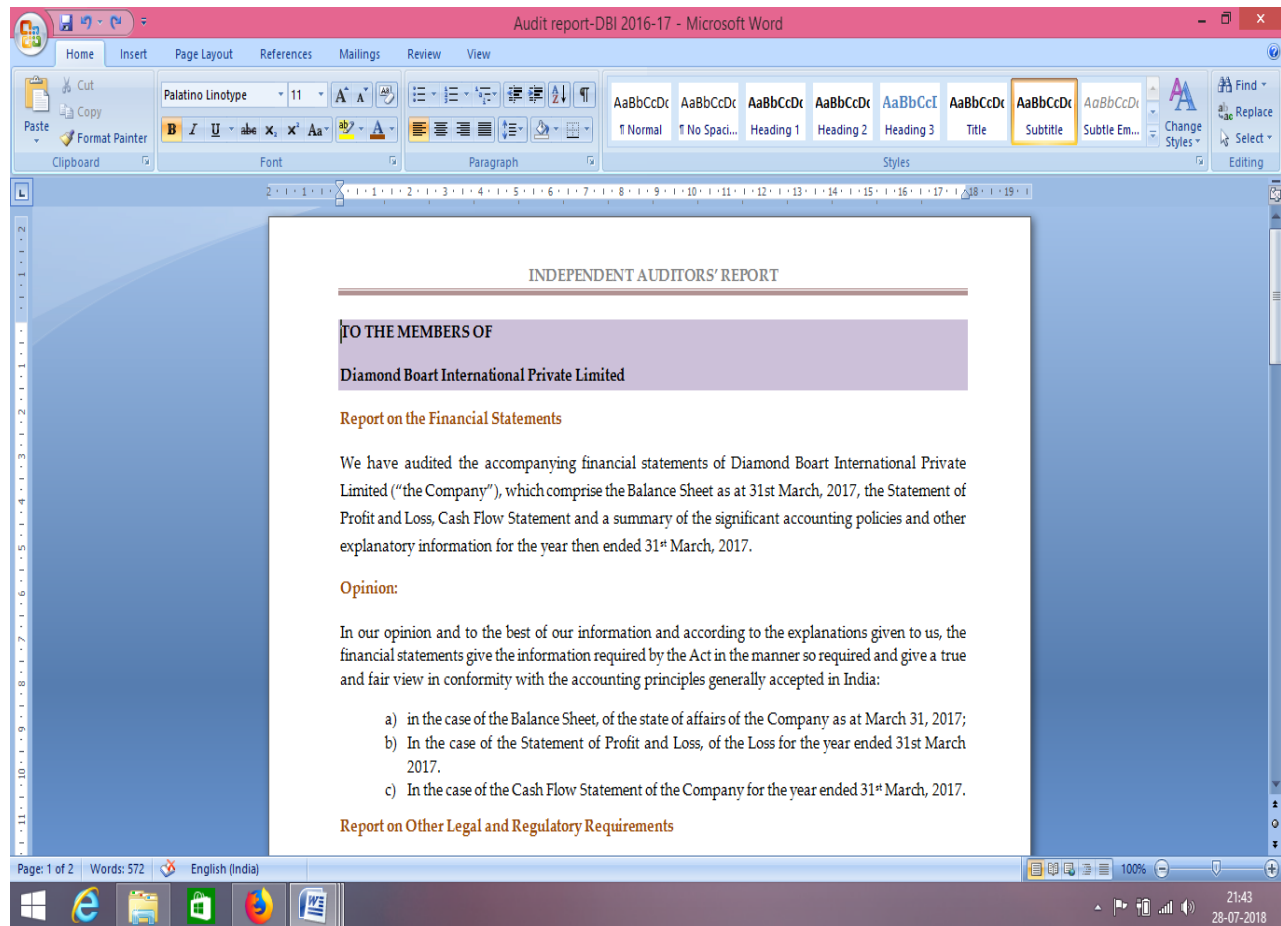 Audit report-DBI 2016-17 - Microsoft Word
Home Insert Page Layout References Mailings Review View
Cut
Copy
Format Painter
Paste
Clipboard
Palatino Linotype 11
Font
Paragraph
AaBbCcDc AaBbCcDc AaBbCcDc AaBbCcDc AaBbCcI AaBbCcDc AaBbCcDc AaBbCcDc
¶ Normal ¶ No Spaci... Heading 1 Heading 2 Heading 3 Title Subtitle Subtle Em...
Change Styles
Styles
Find
Replace
Select
Editing
INDEPENDENT AUDITORS' REPORT
TO THE MEMBERS OF
Diamond Boart International Private Limited
Report on the Financial Statements
We have audited the accompanying financial statements of Diamond Boart International Private
Limited (“the Company”), which comprise the Balance Sheet as at 31st March, 2017, the Statement of
Profit and Loss, Cash Flow Statement and a summary of the significant accounting policies and other
explanatory information for the year then ended 31st March, 2017.
Opinion:
In our opinion and to the best of our information and according to the explanations given to us, the
financial statements give the information required by the Act in the manner so required and give a true
and fair view in conformity with the accounting principles generally accepted in India:
a) in the case of the Balance Sheet, of the state of affairs of the Company as at March 31, 2017;
b) In the case of the Statement of Profit and Loss, of the Loss for the year ended 31st March
2017.
c) In the case of the Cash Flow Statement of the Company for the year ended 31st March, 2017.
Report on Other Legal and Regulatory Requirements
Page: 1 of 2 Words: 572 English (India) 100%
21:43
28-07-2018